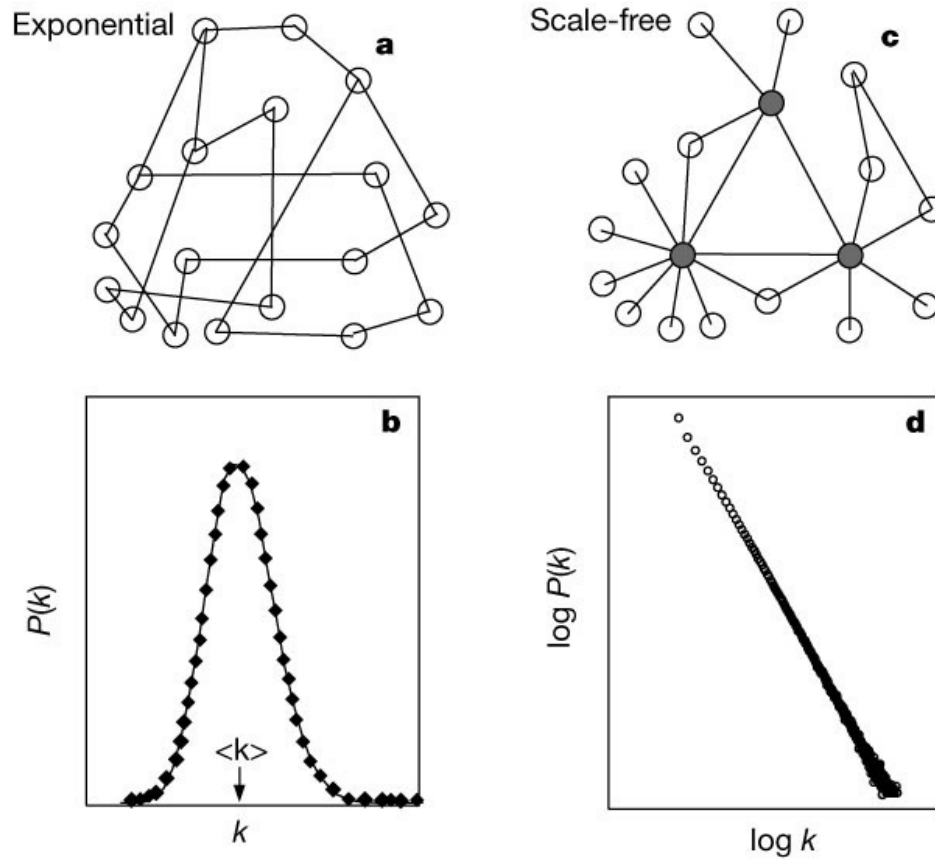 Exponential
a
Scale-free
c
b
P(k)
<k>
k
d
log P(k)
log k